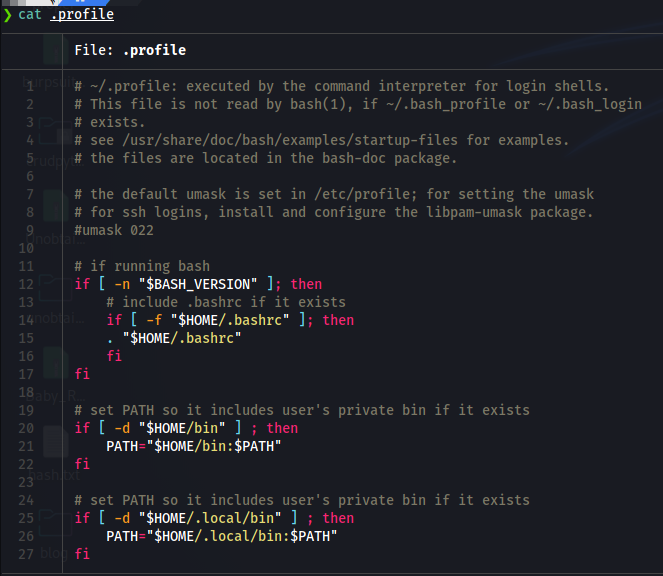 ❯ cat .profile
File: .profile
1 # ~/.profile: executed by the command interpreter for login shells.
2 # This file is not read by bash(1), if ~/.bash_profile or ~/.bash_login
3 # exists.
4 # see /usr/share/doc/bash/examples/startup-files for examples.
5 # the files are located in the bash-doc package.
6
7 # the default umask is set in /etc/profile; for setting the umask
8 # for ssh logins, install and configure the libpam-umask package.
9 #umask 022
10
11 # if running bash
12 if [ -n "$BASH_VERSION" ]; then
13     # include .bashrc if it exists
14     if [ -f "$HOME/.bashrc" ]; then
15     . "$HOME/.bashrc"
16     fi
17 fi
18
19 # set PATH so it includes user's private bin if it exists
20 if [ -d "$HOME/bin" ] ; then
21     PATH="$HOME/bin:$PATH"
22 fi
23
24 # set PATH so it includes user's private bin if it exists
25 if [ -d "$HOME/.local/bin" ] ; then
26     PATH="$HOME/.local/bin:$PATH"
27 fi